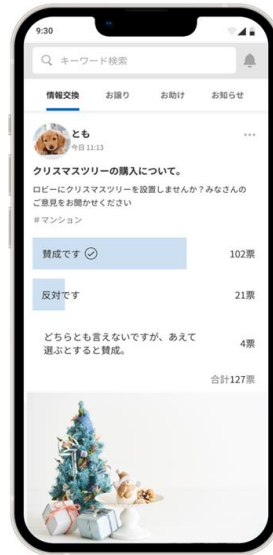 9:30
キーワード検索
情報交換 お譲り お助け お知らせ
とも
今日 11:13
クリスマスツリーの購入について。
ロビーにクリスマスツリーを設置しませんか?みなさんの
ご意見をお聞かせください
#マンション
賛成です 102票
反対です 21票
どちらとも言えないですが、あえて
選ぶとすると賛成。 4票
合計127票